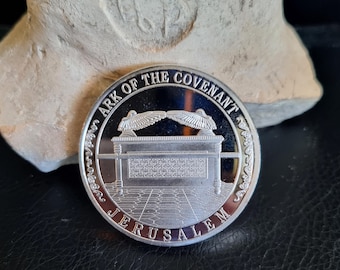 ARK OF THE COVENANT
JERUSALEM